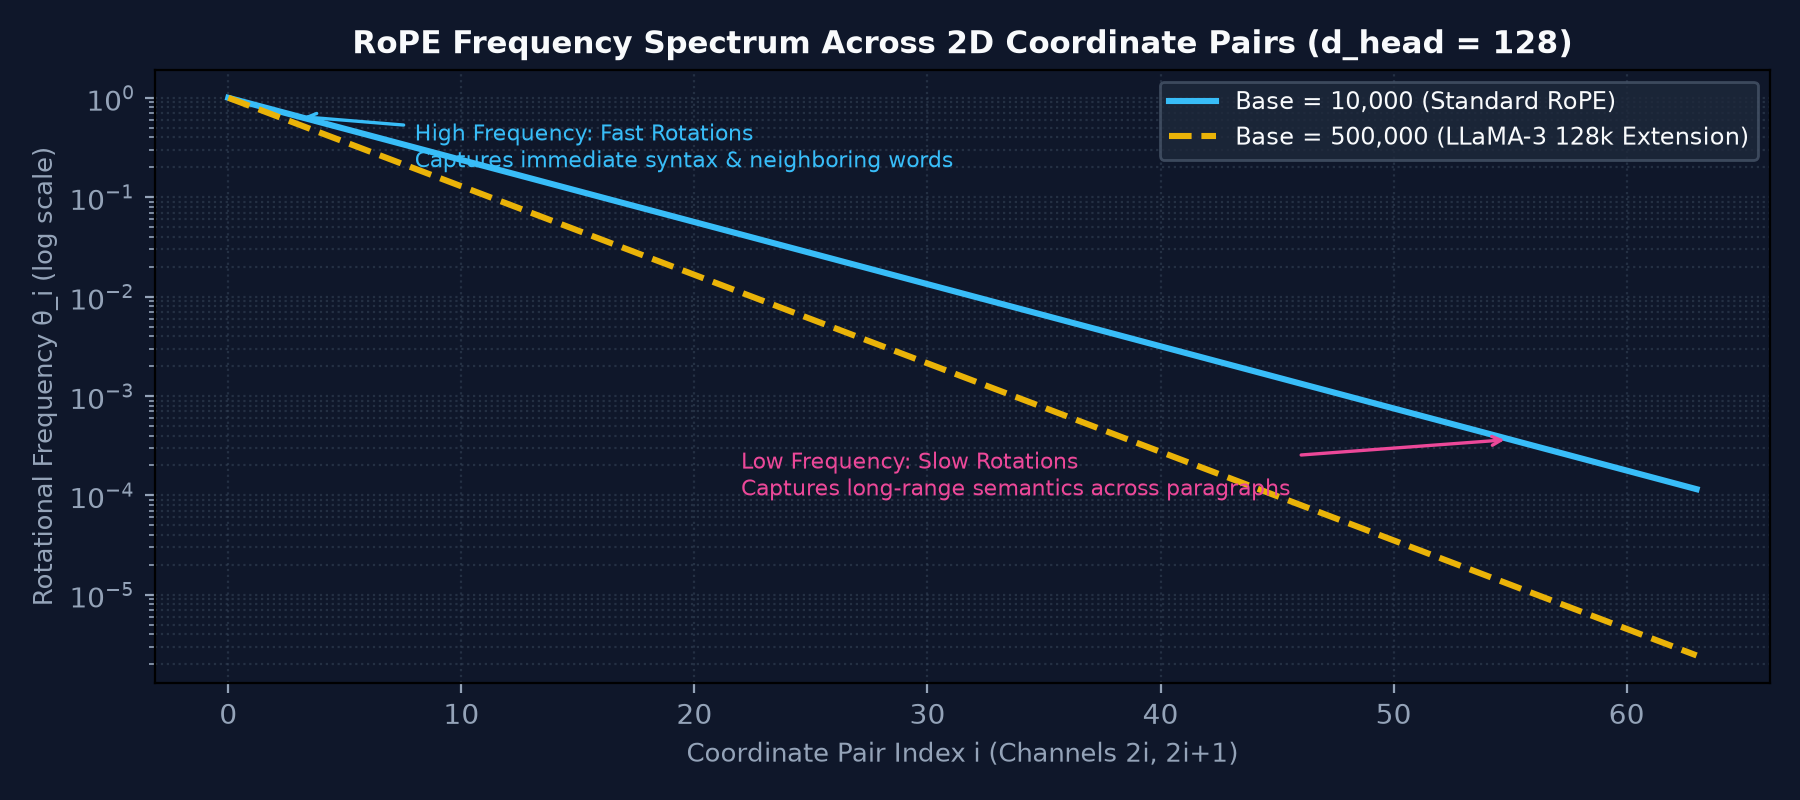 RoPE Frequency Spectrum Across 2D Coordinate Pairs (d_head = 128)
Base = 10,000 (Standard RoPE)
Base = 500,000 (LLaMA-3 128k Extension)
High Frequency: Fast Rotations
Captures immediate syntax & neighboring words
Low Frequency: Slow Rotations
Captures long-range semantics across paragraphs
Rotational Frequency θ_i (log scale)
10⁰
10⁻¹
10⁻²
10⁻³
10⁻⁴
10⁻⁵
0 10 20 30 40 50 60
Coordinate Pair Index i (Channels 2i, 2i+1)